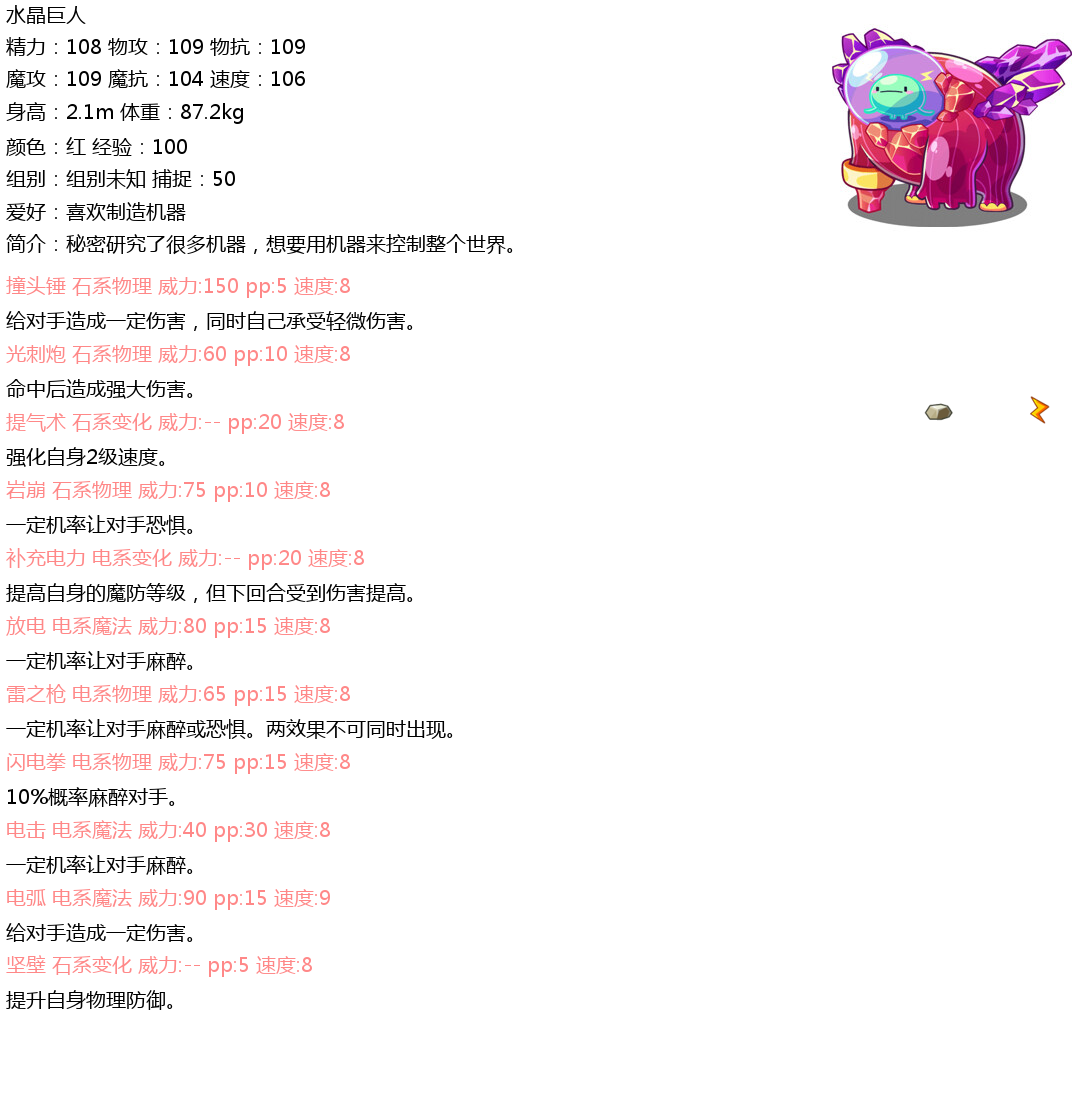 水晶巨人
精力：108 物攻：109 物抗：109
魔攻：109 魔抗：104 速度：106
身高：2.1m 体重：87.2kg
颜色：红 经验：100
组别：组别未知 捕捉：50
爱好：喜欢制造机器
简介：秘密研究了很多机器，想要用机器来控制整个世界。
撞头锤 石系物理 威力:150 pp:5 速度:8
给对手造成一定伤害，同时自己承受轻微伤害。
光刺炮 石系物理 威力:60 pp:10 速度:8
命中后造成强大伤害。
提气术 石系变化 威力:-- pp:20 速度:8
强化自身2级速度。
岩崩 石系物理 威力:75 pp:10 速度:8
一定机率让对手恐惧。
补充电力 电系变化 威力:-- pp:20 速度:8
提高自身的魔防等级，但下回合受到伤害提高。
放电 电系魔法 威力:80 pp:15 速度:8
一定机率让对手麻醉。
雷之枪 电系物理 威力:65 pp:15 速度:8
一定机率让对手麻醉或恐惧。两效果不可同时出现。
闪电拳 电系物理 威力:75 pp:15 速度:8
10%概率麻醉对手。
电击 电系魔法 威力:40 pp:30 速度:8
一定机率让对手麻醉。
电弧 电系魔法 威力:90 pp:15 速度:9
给对手造成一定伤害。
坚壁 石系变化 威力:-- pp:5 速度:8
提升自身物理防御。